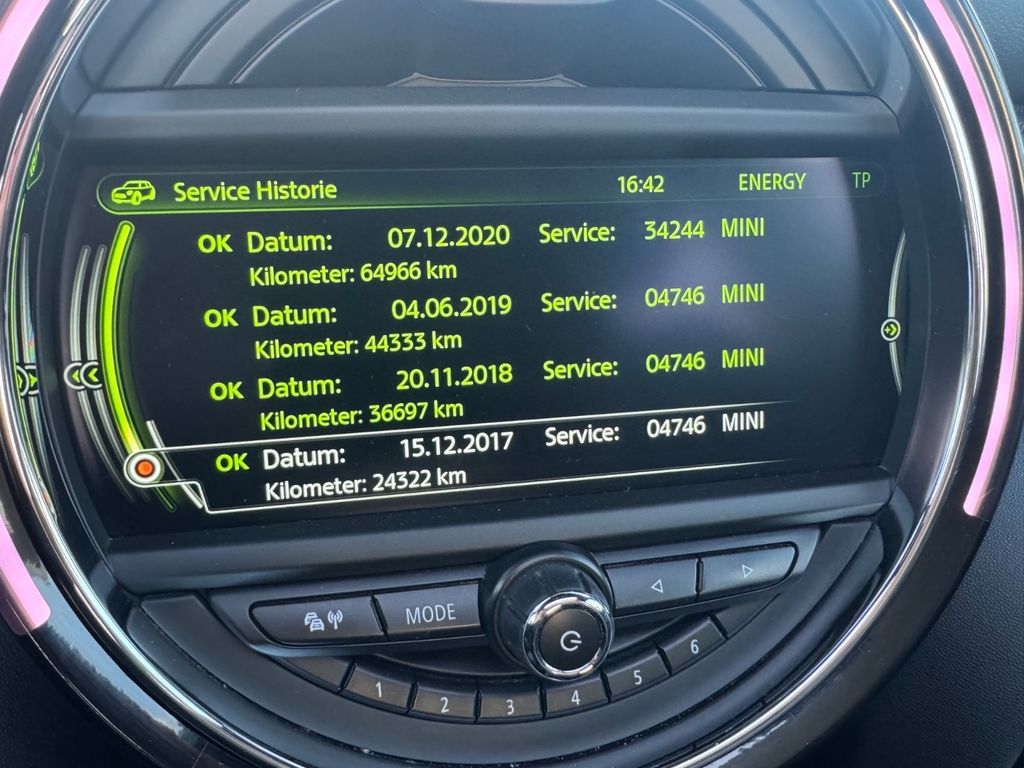 Service Historie 16:42 ENERGY TP
OK Datum: 07.12.2020 Service: 34244 MINI
Kilometer: 64966 km
OK Datum: 04.06.2019 Service: 04746 MINI
Kilometer: 44333 km
OK Datum: 20.11.2018 Service: 04746 MINI
Kilometer: 36697 km
OK Datum: 15.12.2017 Service: 04746 MINI
Kilometer: 24322 km
MODE
1 2 3 4 5 6